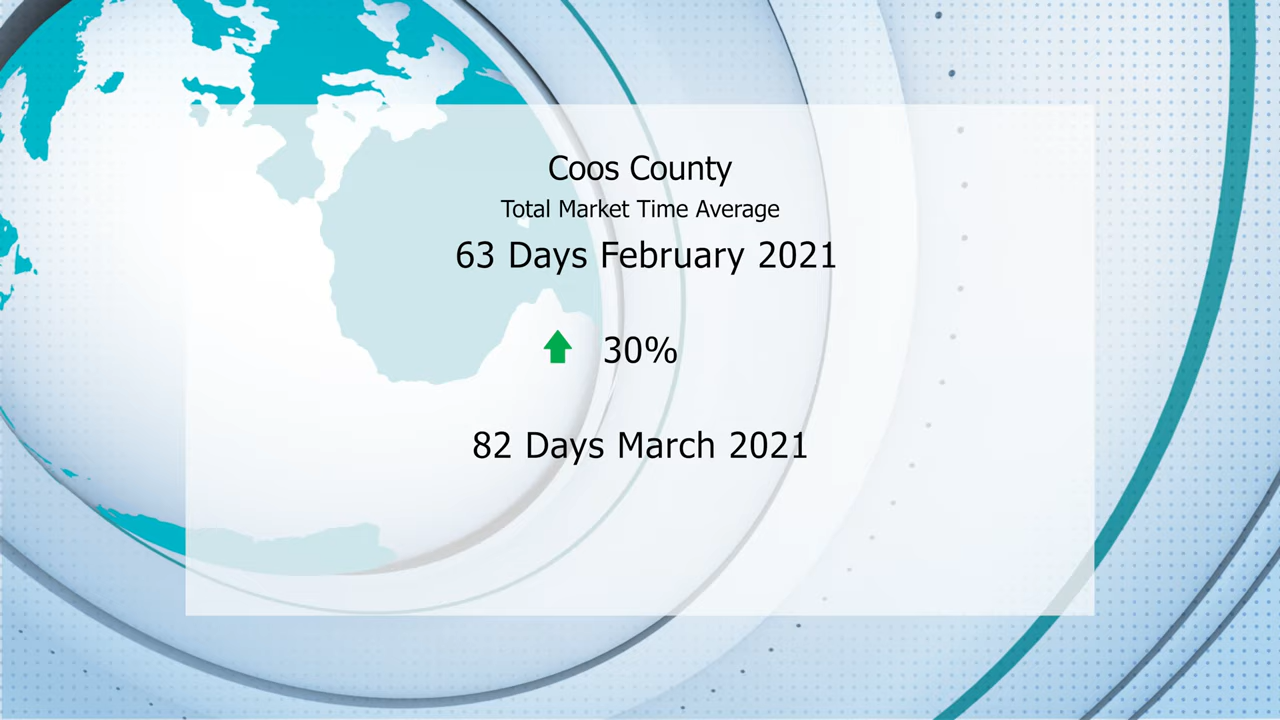 Coos County
Total Market Time Average
63 Days February 2021
30%
82 Days March 2021